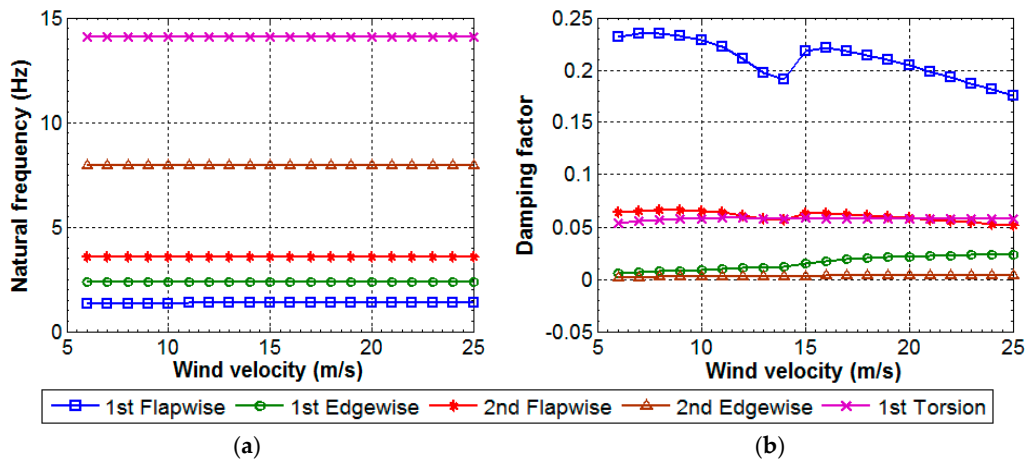 15
10
5
0
5
10
15
20
25
Natural frequency (Hz)
Wind velocity (m/s)
0.25
0.2
0.15
0.1
0.05
0
-0.05
5
10
15
20
25
Damping factor
Wind velocity (m/s)
1st Flapwise
1st Edgewise
2nd Flapwise
2nd Edgewise
1st Torsion
(a)
(b)